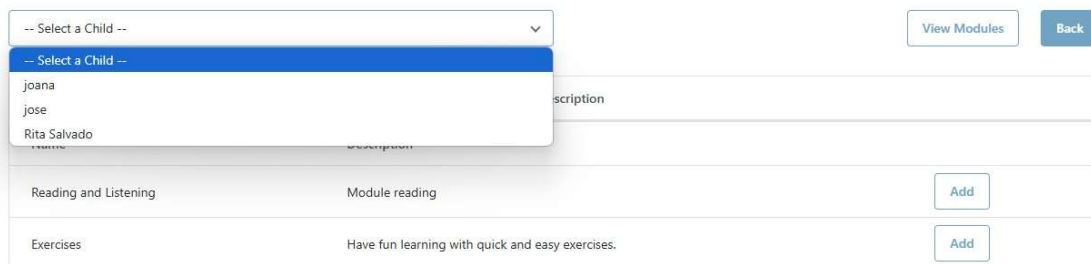 -- Select a Child --
View Modules
Back
-- Select a Child --
joana
jose
Rita Salvado
scription
Name Description
Reading and Listening Module reading Add
Exercises Have fun learning with quick and easy exercises. Add